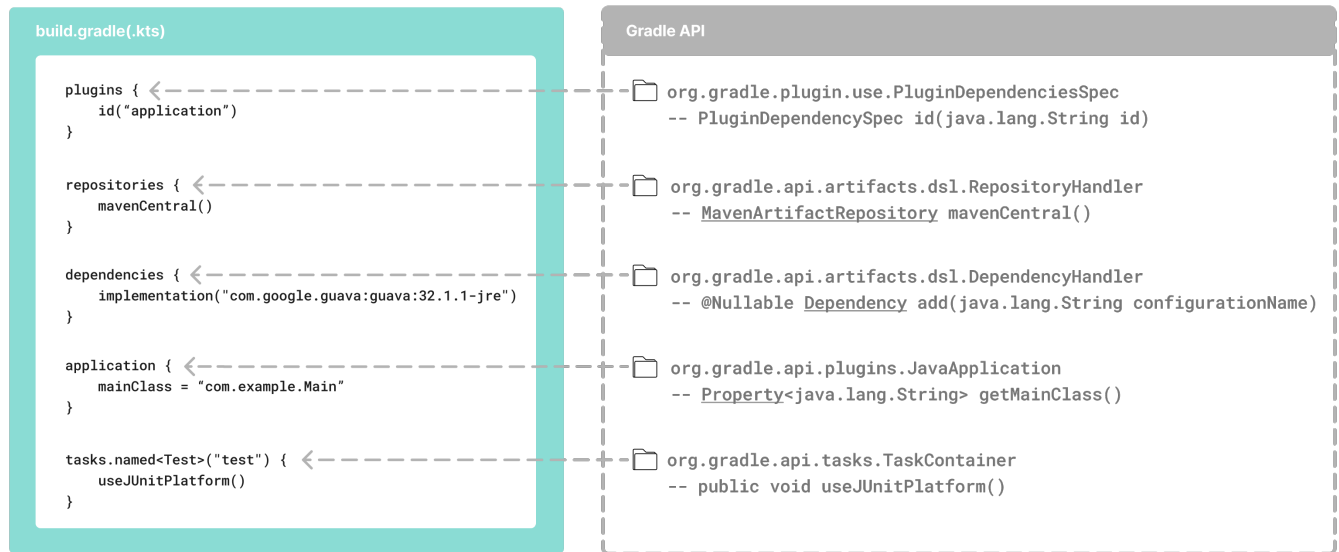 build.gradle(.kts)
plugins {
id(“application”)
}
repositories {
mavenCentral()
}
dependencies {
implementation("com.google.guava:guava:32.1.1-jre")
}
application {
mainClass = “com.example.Main”
}
tasks.named<Test>("test") {
useJUnitPlatform()
}
Gradle API
org.gradle.plugin.use.PluginDependenciesSpec
-- PluginDependencySpec id(java.lang.String id)
org.gradle.api.artifacts.dsl.RepositoryHandler
-- MavenArtifactRepository mavenCentral()
org.gradle.api.artifacts.dsl.DependencyHandler
-- @Nullable Dependency add(java.lang.String configurationName)
org.gradle.api.plugins.JavaApplication
-- Property<java.lang.String> getMainClass()
org.gradle.api.tasks.TaskContainer
-- public void useJUnitPlatform()